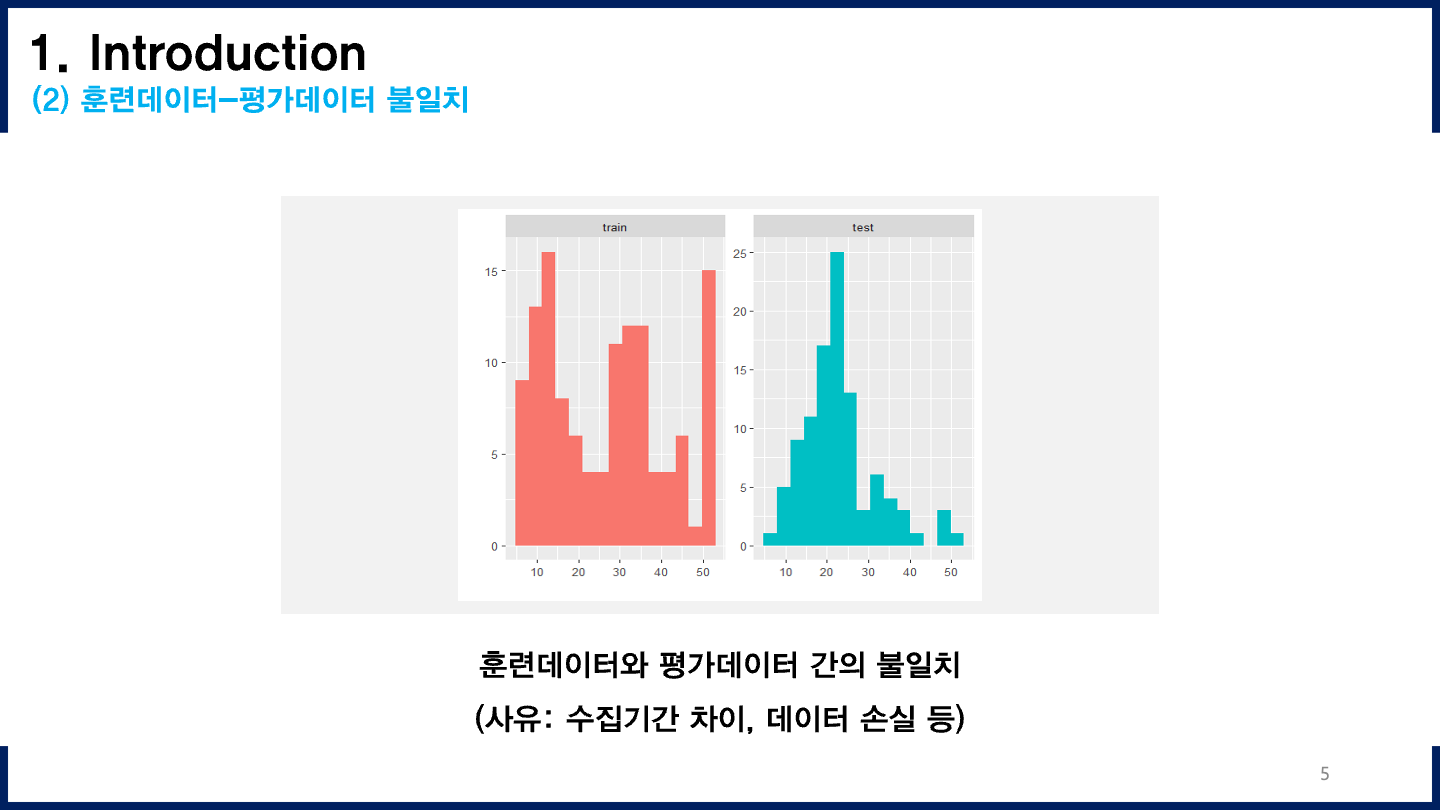 1. Introduction
(2) 훈련데이터-평가데이터 불일치
train
test
15
10
5
0
10 20 30 40 50
25
20
15
10
5
0
10 20 30 40 50
훈련데이터와 평가데이터 간의 불일치
(사유: 수집기간 차이, 데이터 손실 등)
5